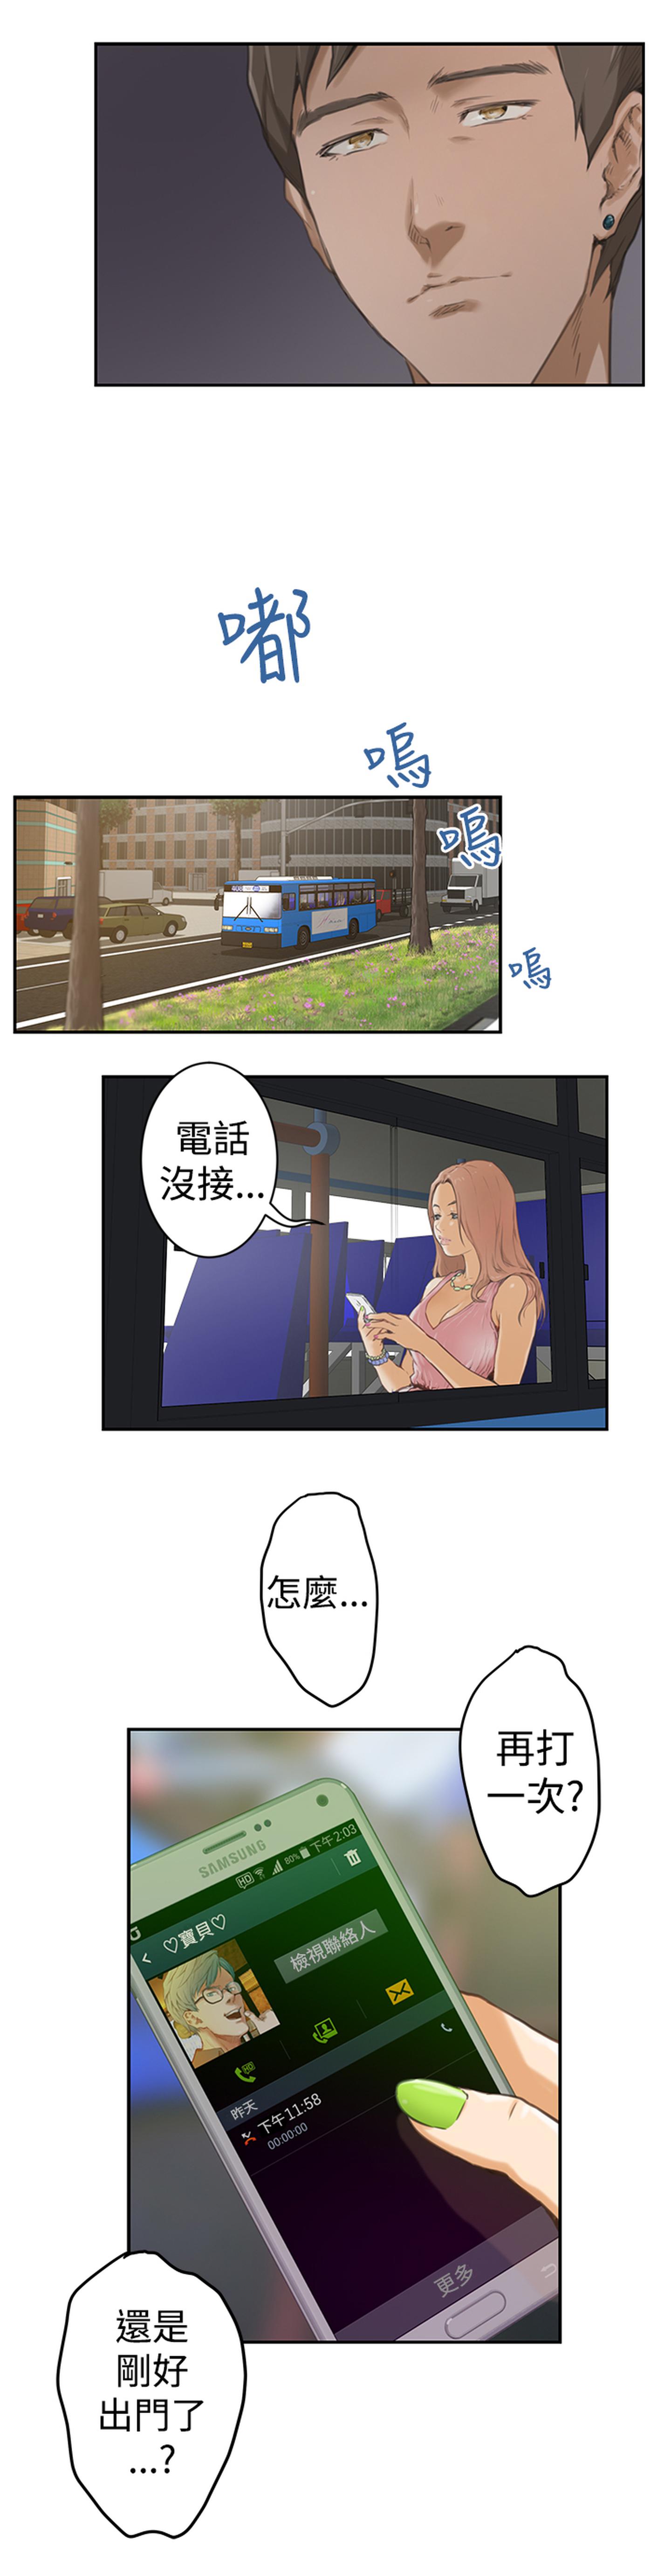 嘟
嗚
嗚
嗚
電話
沒接...
怎麼...
再打
一次?
SAMSUNG
HD 80% 下午2:03
♡寶貝♡
檢視聯絡人
昨天
下午11:58
00:00:00
更多
還是
剛好
出門了
...?